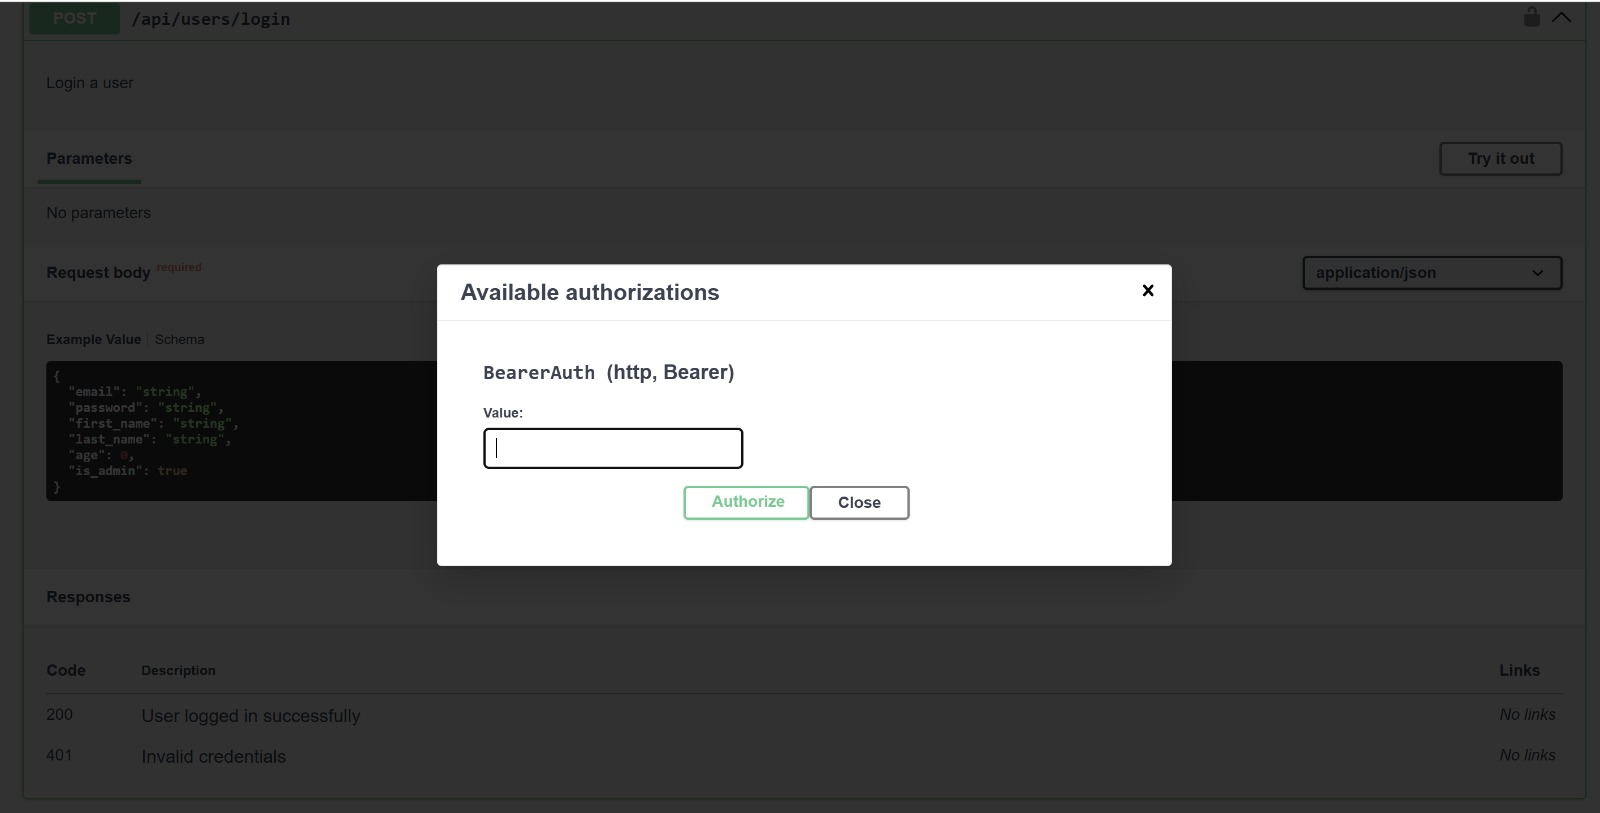 POST /api/users/login
Login a user
Parameters
Try it out
No parameters
Request body required
application/json
Available authorizations
BearerAuth (http, Bearer)
Value:
Authorize
Close
Example Value | Schema
{
"email": "string",
"password": "string",
"first_name": "string",
"last_name": "string",
"age": 0,
"is_admin": true
}
Responses
Code Description Links
200 User logged in successfully No links
401 Invalid credentials No links